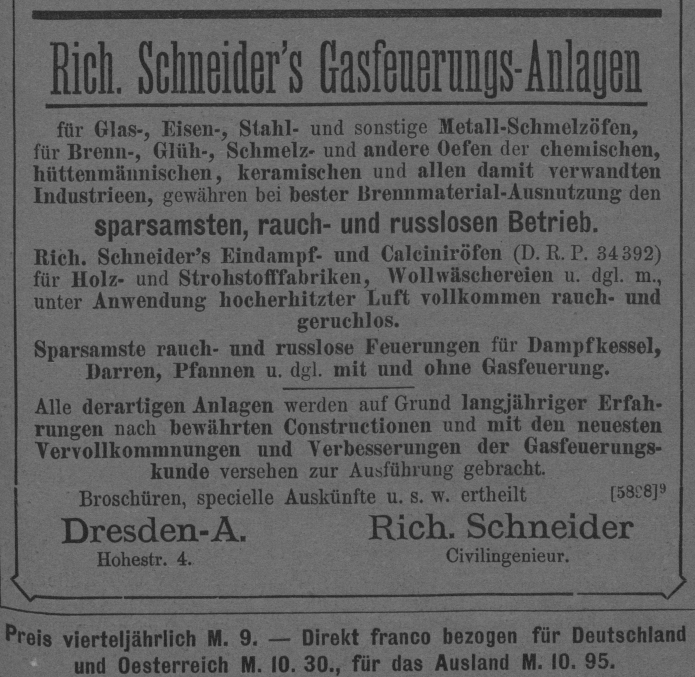 Rich. Schneider's Gasfeuerungs-Anlagen
für Glas-, Eisen-, Stahl- und sonstige Metall-Schmelzöfen,
für Brenn-, Glüh-, Schmelz- und andere Oefen der chemischen,
hüttenmännischen, keramischen und allen damit verwandten
Industrieen, gewähren bei bester Brennmaterial-Ausnutzung den
sparsamsten, rauch- und russlosen Betrieb.
Rich. Schneider's Eindampf- und Calciniröfen (D. R. P. 34392)
für Holz- und Strohstofffabriken, Wollwäschereien u. dgl. m.,
unter Anwendung hocherhitzter Luft vollkommen rauch- und
geruchlos.
Sparsamste rauch- und russlose Feuerungen für Dampfkessel,
Darren, Pfannen u. dgl. mit und ohne Gasfeuerung.
Alle derartigen Anlagen werden auf Grund langjähriger Erfah-
rungen nach bewährten Constructionen und mit den neuesten
Vervollkommnungen und Verbesserungen der Gasfeuerungs-
kunde versehen zur Ausführung gebracht.
Broschüren, specielle Auskünfte u. s. w. ertheilt
Dresden-A. Rich. Schneider
Hohestr. 4. Civilingenieur.
Preis vierteljährlich M. 9. — Direkt franco bezogen für Deutschland
und Oesterreich M. 10. 30., für das Ausland M. 10. 95.